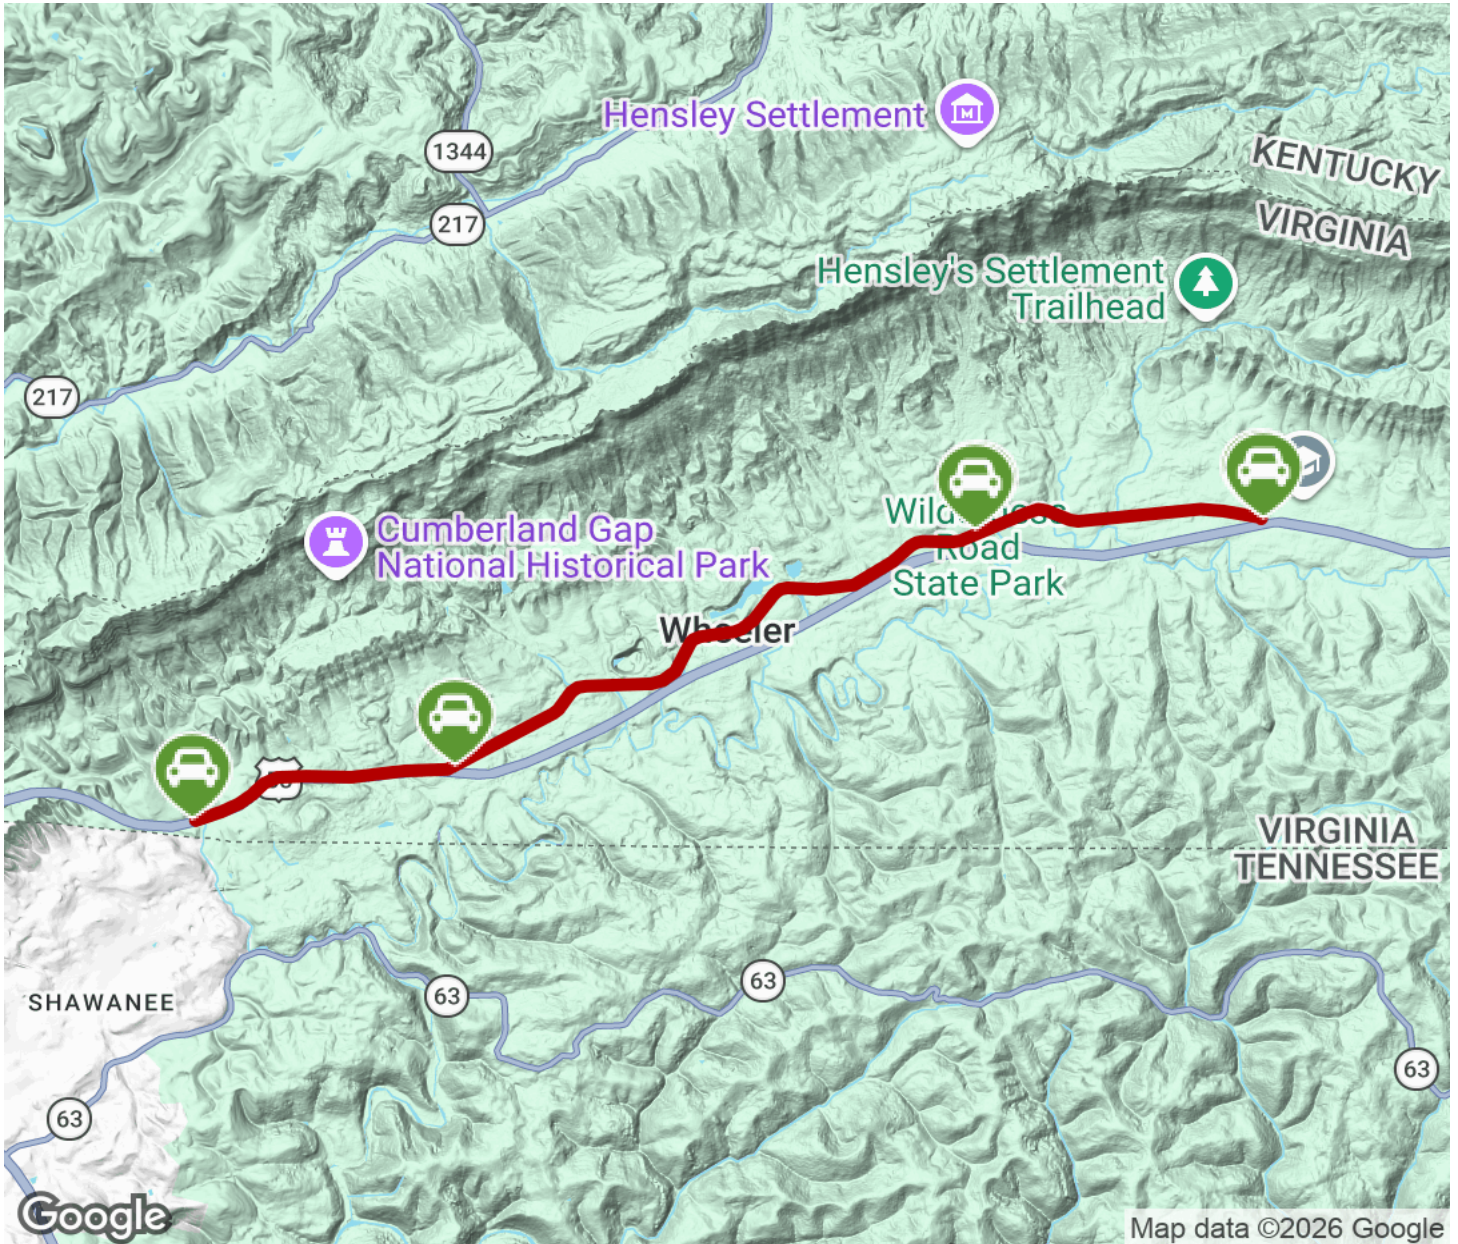 Hensley Settlement
1344
KENTUCKY
217
VIRGINIA
Hensley's Settlement
Trailhead
217
Road
State Park
Cumberland Gap
National Historical Park
VIRGINIA
TENNESSEE
63
63
SHAWANEE
63
63
Google
Map data ©2026 Google